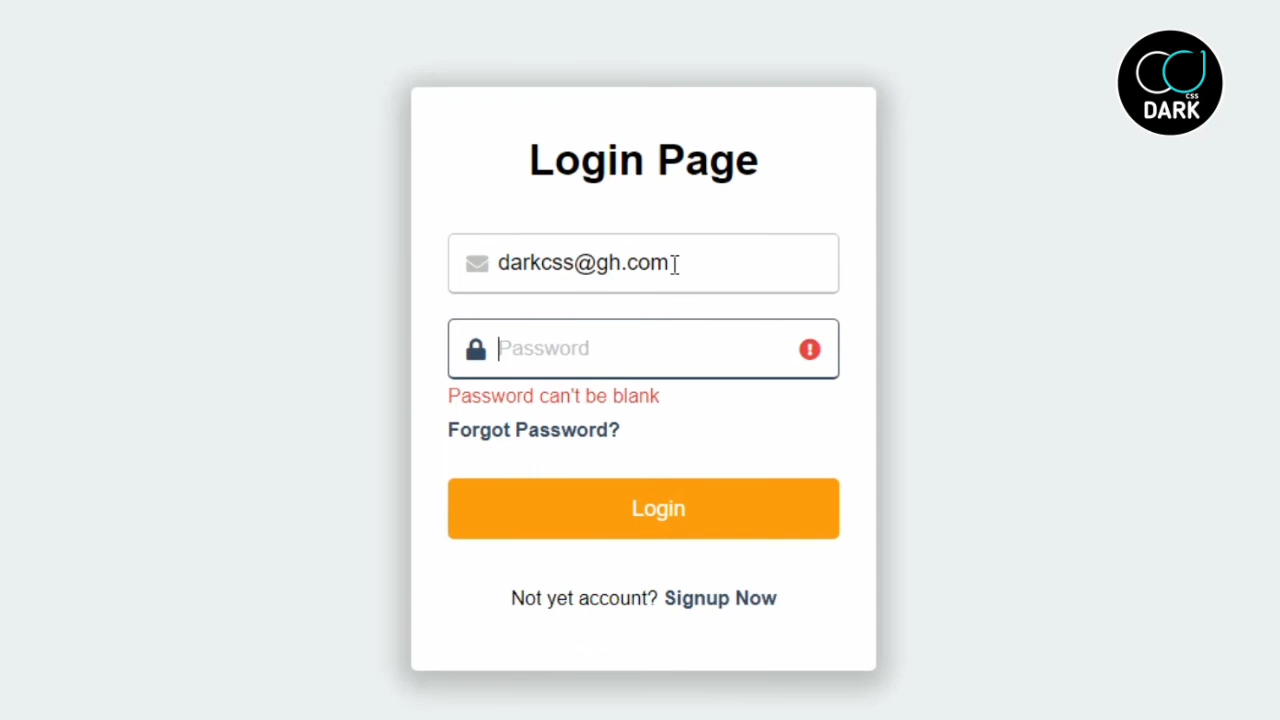 CSS
DARK
Login Page
darkcss@gh.com
Password
Password can't be blank
Forgot Password?
Login
Not yet account? Signup Now